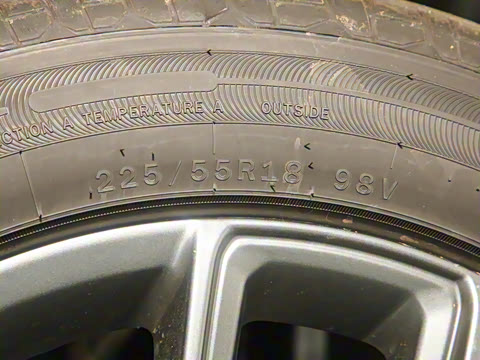 CTION A TEMPERATURE A OUTSIDE
225/55R18 98V